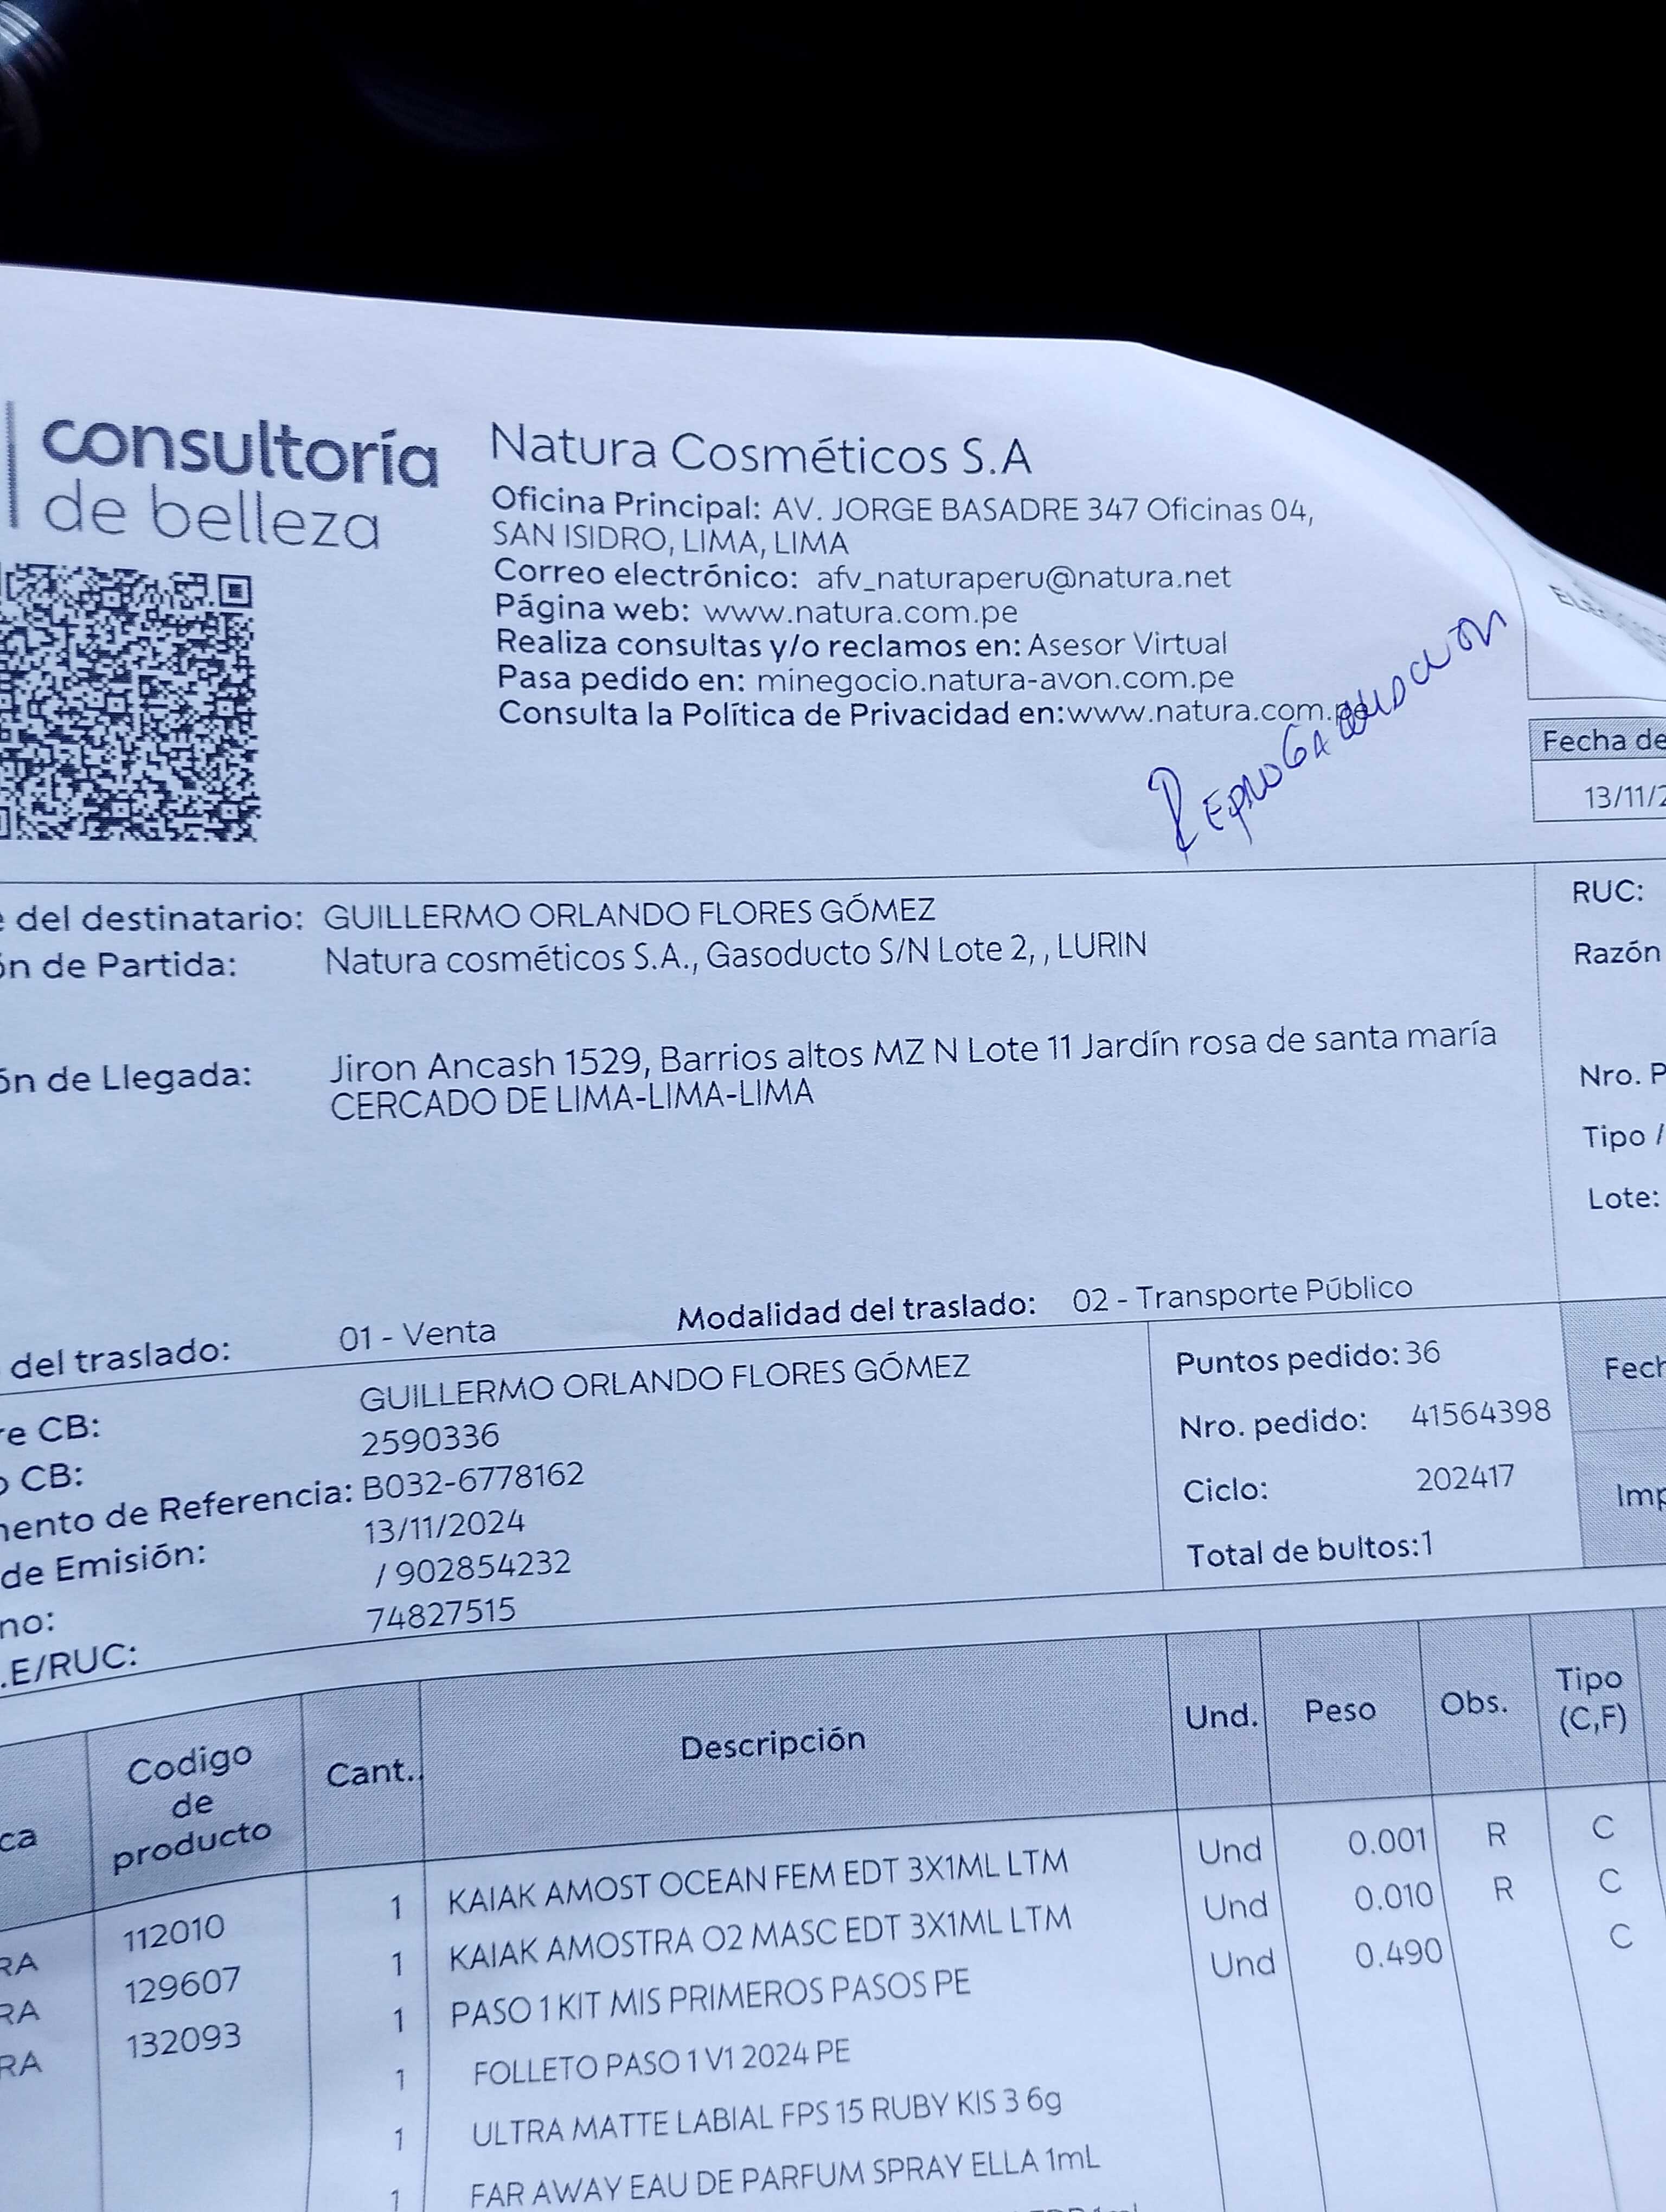 consultoría
de belleza
Natura Cosméticos S.A
Oficina Principal: AV. JORGE BASADRE 347 Oficinas 04,
SAN ISIDRO, LIMA, LIMA
Correo electrónico: afv_naturaperu@natura.net
Página web: www.natura.com.pe
Realiza consultas y/o reclamos en: Asesor Virtual
Pasa pedido en: minegocio.natura-avon.com.pe
Consulta la Política de Privacidad en:www.natura.com.pe
Fecha de
13/11/2
del destinatario: GUILLERMO ORLANDO FLORES GÓMEZ
ón de Partida: Natura cosméticos S.A., Gasoducto S/N Lote 2, , LURIN
ón de Llegada: Jiron Ancash 1529, Barrios altos MZ N Lote 11 Jardín rosa de santa maría
CERCADO DE LIMA-LIMA-LIMA
RUC:
Razón
Nro. P
Tipo /
Lote:
del traslado: 01 - Venta Modalidad del traslado: 02 - Transporte Público
re CB: GUILLERMO ORLANDO FLORES GÓMEZ
o CB: 2590336
mento de Referencia: B032-6778162
de Emisión: 13/11/2024
no: / 902854232
.E/RUC: 74827515
Puntos pedido: 36
Nro. pedido: 41564398
Ciclo: 202417
Total de bultos:1
Fech
Imp
ca Codigo de producto Cant. Descripción Und. Peso Obs. Tipo (C,F)
RA 112010 1 KAIAK AMOST OCEAN FEM EDT 3X1ML LTM Und 0.001 R C
RA 129607 1 KAIAK AMOSTRA O2 MASC EDT 3X1ML LTM Und 0.010 R C
RA 132093 1 PASO 1 KIT MIS PRIMEROS PASOS PE Und 0.490 C
1 FOLLETO PASO 1 V1 2024 PE
1 ULTRA MATTE LABIAL FPS 15 RUBY KIS 3 6g
1 FAR AWAY EAU DE PARFUM SPRAY ELLA 1mL